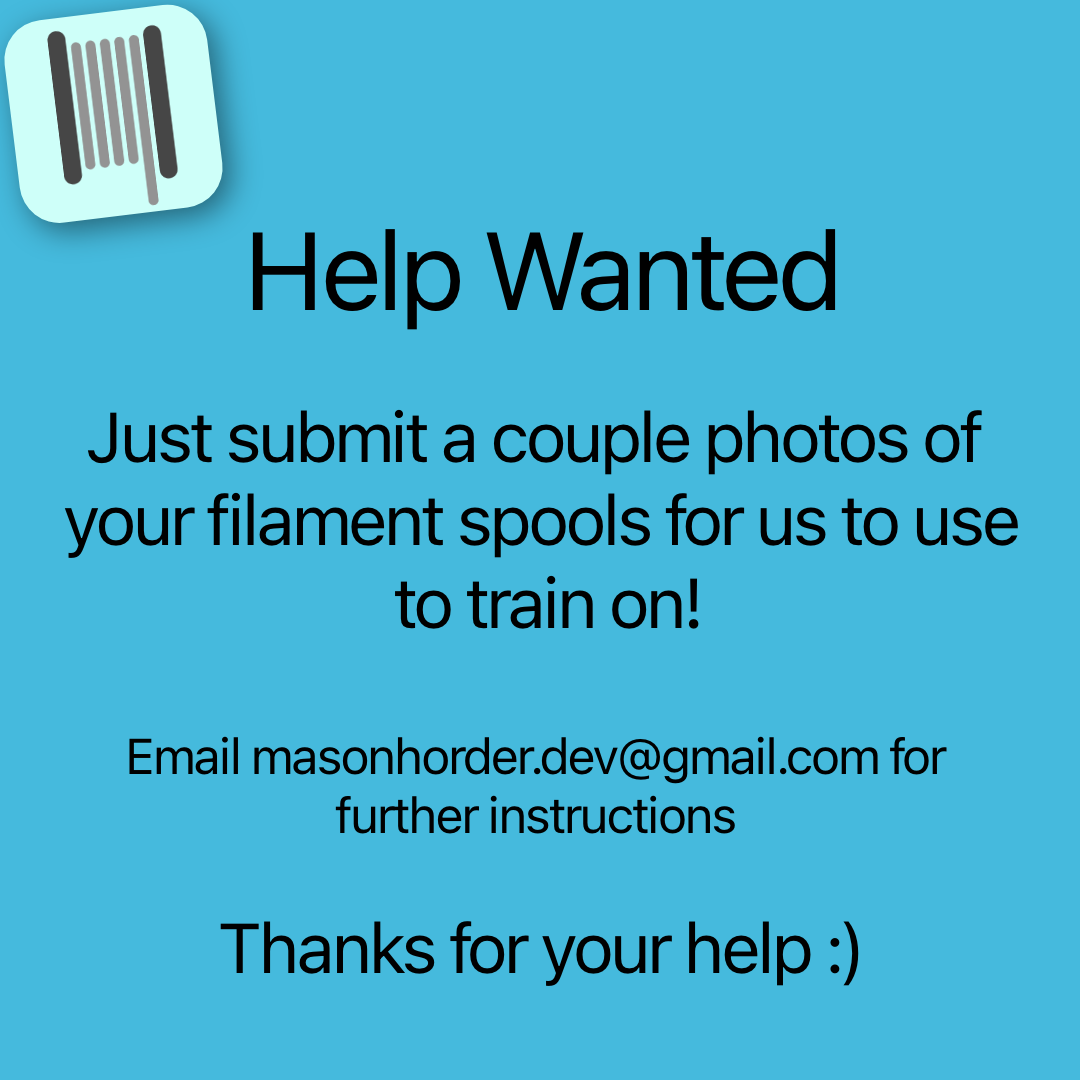 Help Wanted
Just submit a couple photos of
your filament spools for us to use
to train on!
Email masonhorder.dev@gmail.com for
further instructions
Thanks for your help :)